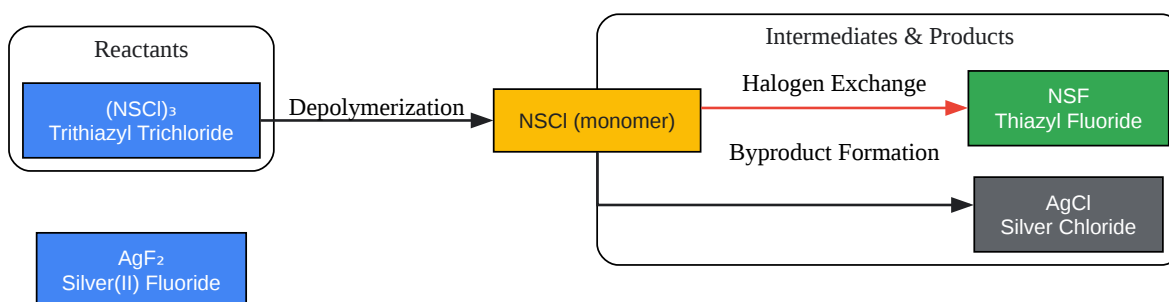 Reactants
(NSCl)₃
Trithiazyl Trichloride
Depolymerization
NSCl (monomer)
Intermediates & Products
Halogen Exchange
NSF
Thiazyl Fluoride
Byproduct Formation
AgCl
Silver Chloride
AgF₂
Silver(II) Fluoride